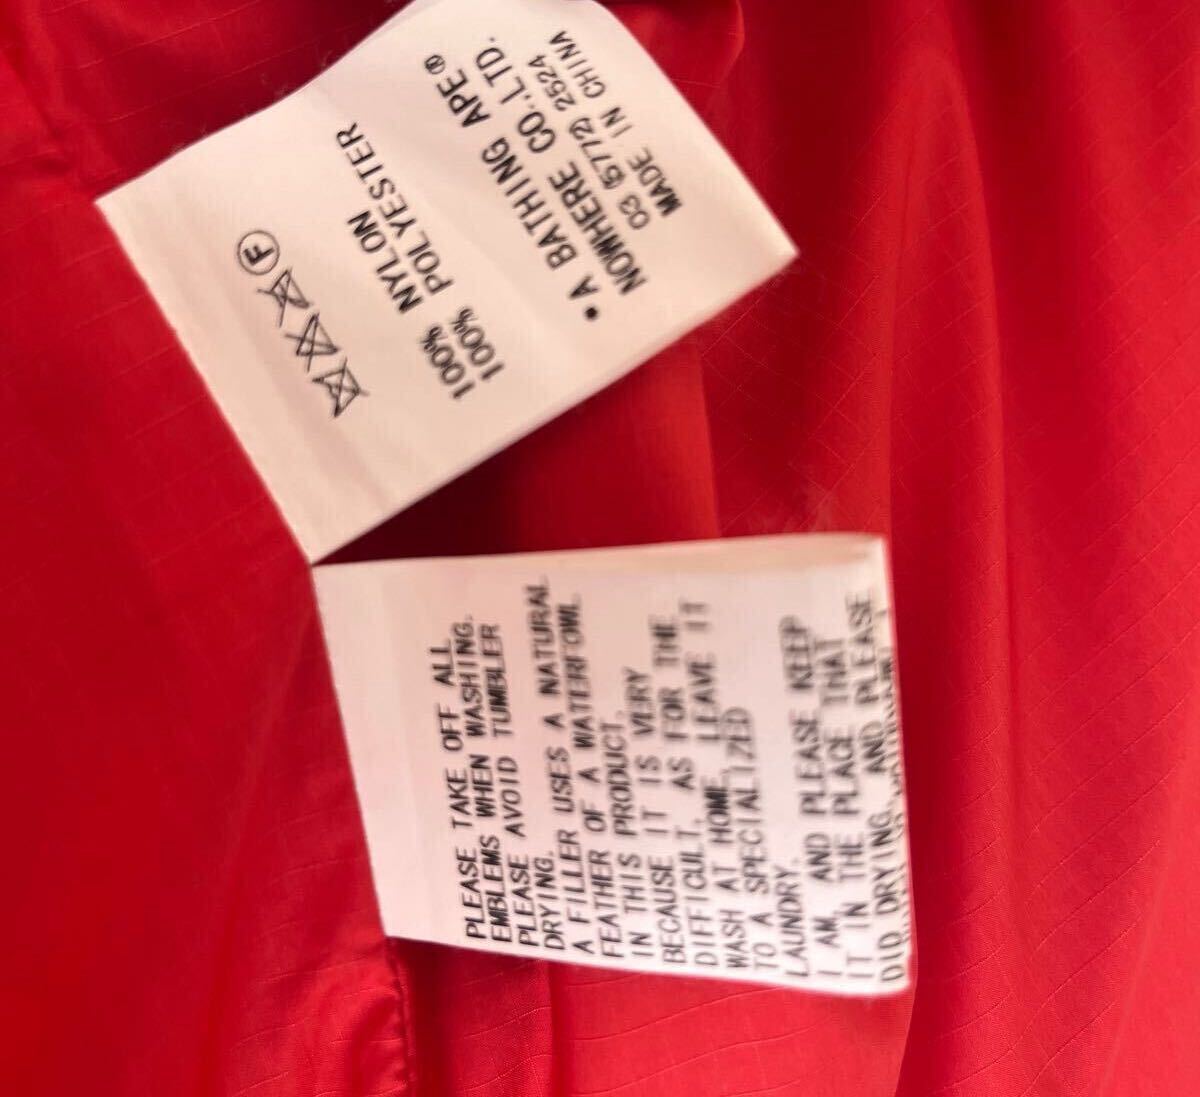 Ⓕ
100% NYLON
100% POLYESTER
• A BATHING APE®
NOWHERE CO.,LTD.
03 (5772) 2524
MADE IN CHINA
PLEASE TAKE OFF ALL
EMBLEMS WHEN WASHING.
PLEASE AVOID TUMBLER
DRYING.
A FILLER USES A NATURAL
FEATHER OF A WATERFOWL
IN THIS PRODUCT.
BECAUSE IT IS VERY
DIFFICULT, AS FOR THE
WASH AT HOME, LEAVE IT
TO A SPECIALIZED
LAUNDRY.
I AM, AND PLEASE KEEP
IT IN THE PLACE THAT
DID DRYING, AND PLEASE